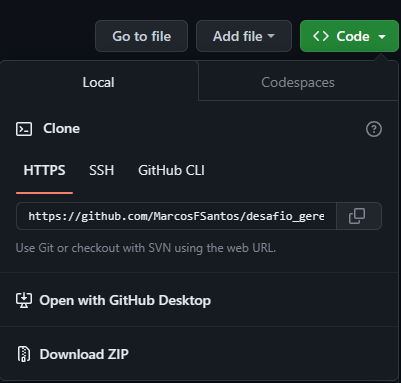 Go to file
Add file
<> Code
Local
Codespaces
Clone
HTTPS
SSH
GitHub CLI
https://github.com/MarcosFSantos/desafio_gere
Use Git or checkout with SVN using the web URL.
Open with GitHub Desktop
Download ZIP